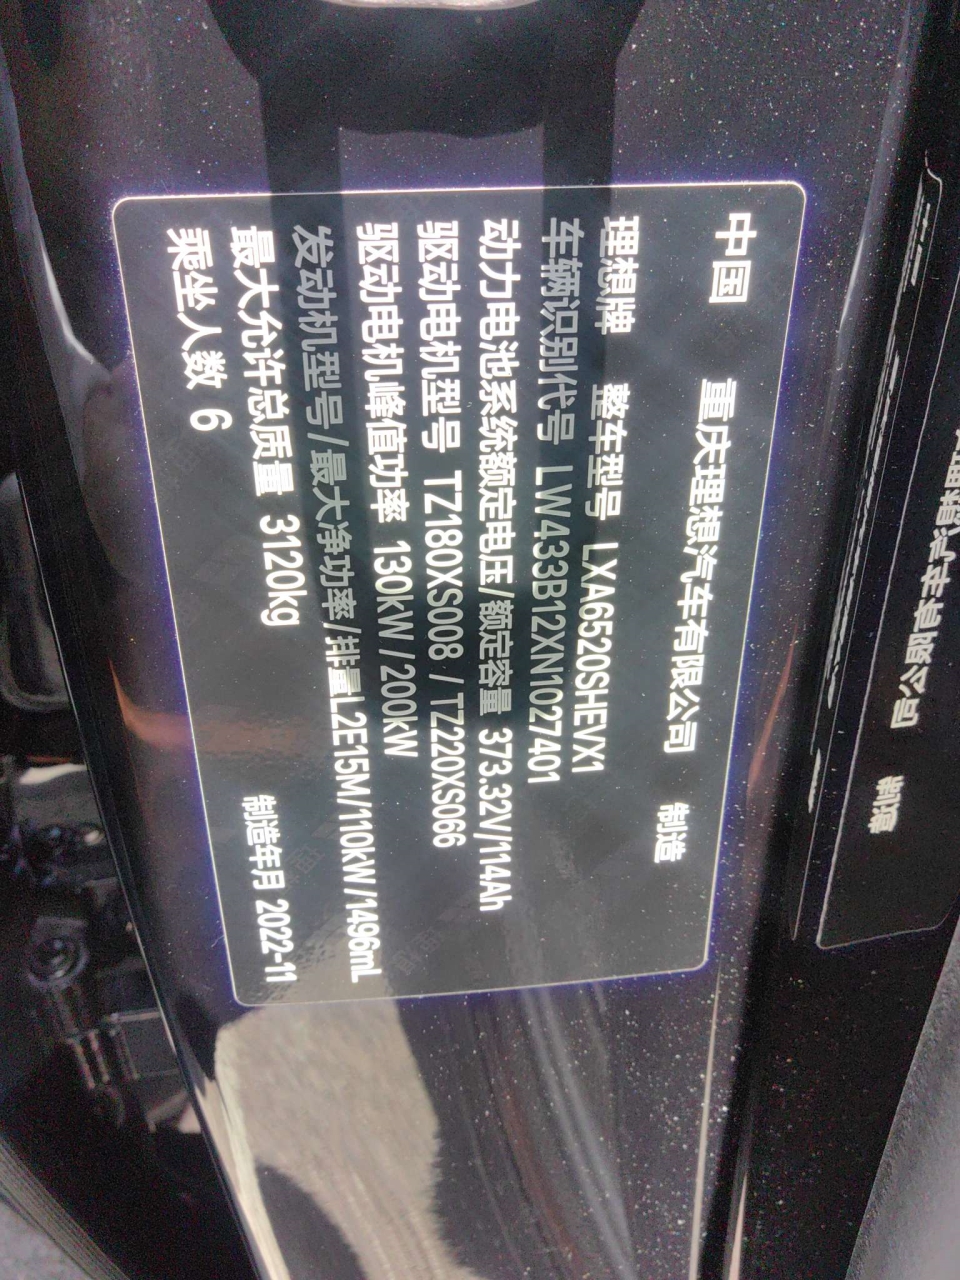 中国 重庆理想汽车有限公司 制造
理想牌 整车型号 LXA6520SHEVX1
车辆识别代号 LW433B12XN1027401
动力电池系统额定电压/额定容量 373.32V/114Ah
驱动电机型号 TZ180XS008 / TZ220XS066
驱动电机峰值功率 130kW / 200kW
发动机型号/最大净功率/排量L2E15M/110kW/1496mL
最大允许总质量 3120kg
乘坐人数 6 制造年月 2022-11